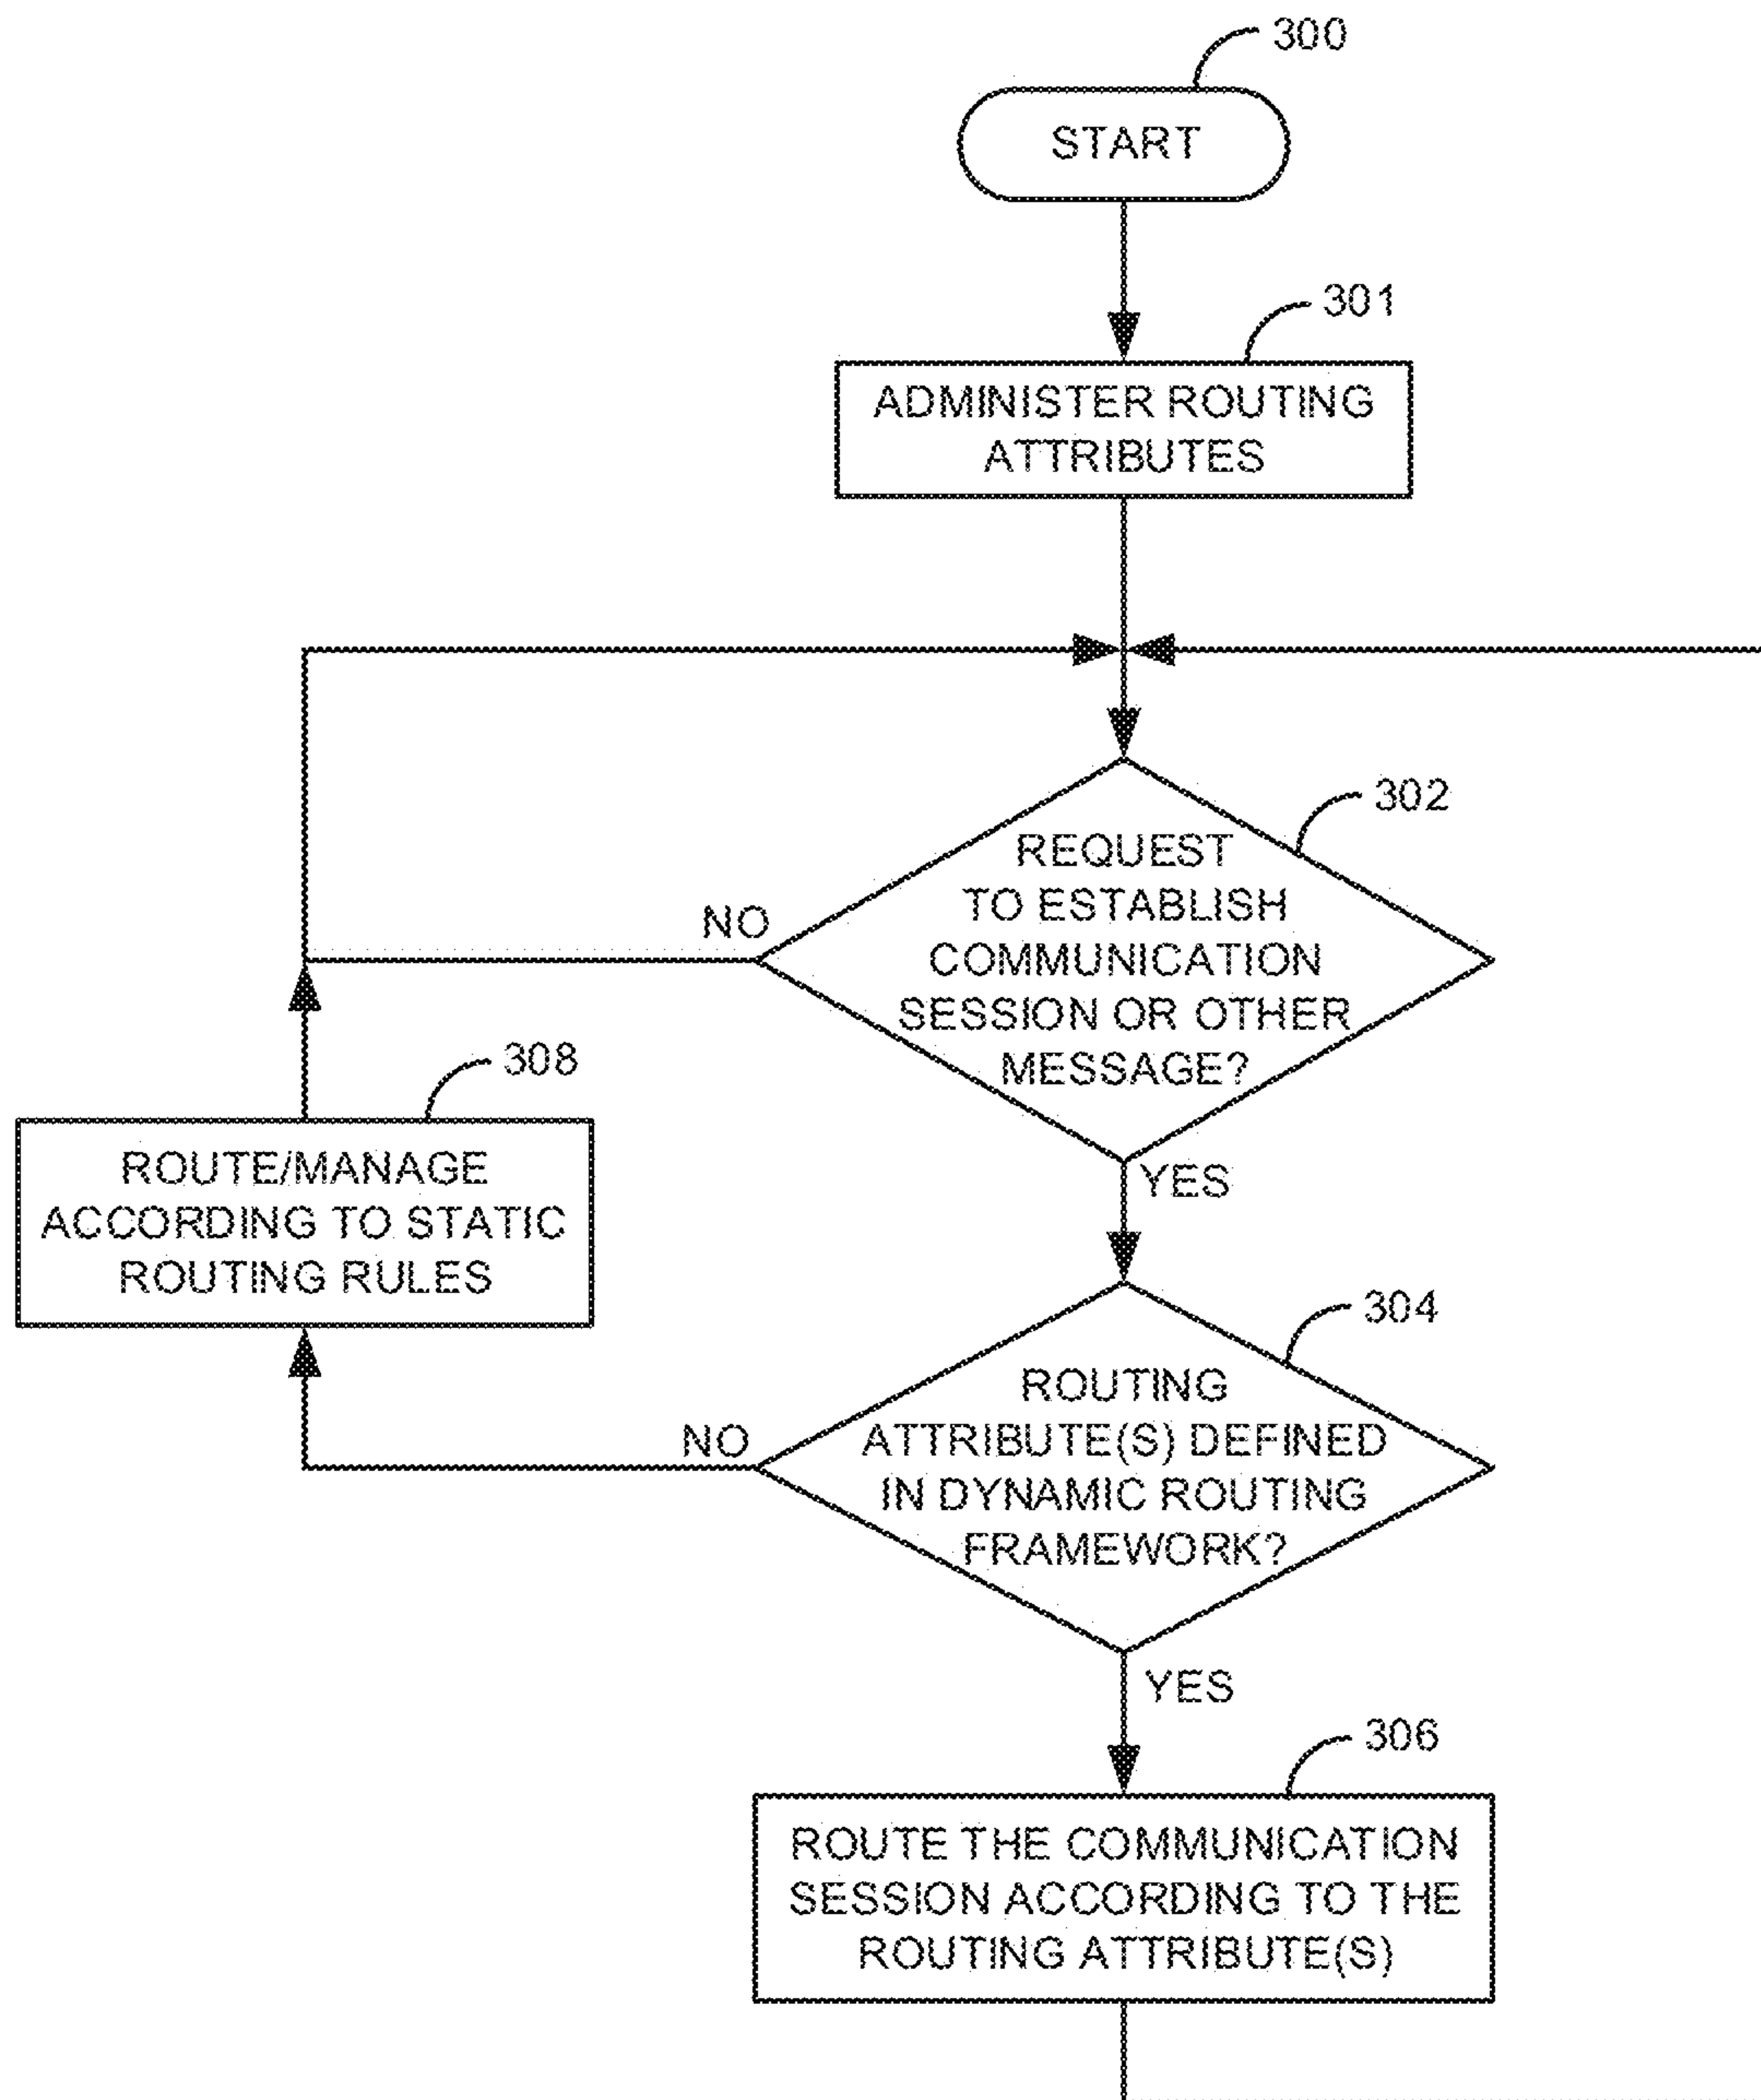 300
START
301
ADMINISTER ROUTING
ATTRIBUTES
302
REQUEST
TO ESTABLISH
COMMUNICATION
SESSION OR OTHER
MESSAGE?
NO
YES
308
ROUTE/MANAGE
ACCORDING TO STATIC
ROUTING RULES
304
ROUTING
ATTRIBUTE(S) DEFINED
IN DYNAMIC ROUTING
FRAMEWORK?
NO
YES
306
ROUTE THE COMMUNICATION
SESSION ACCORDING TO THE
ROUTING ATTRIBUTE(S)